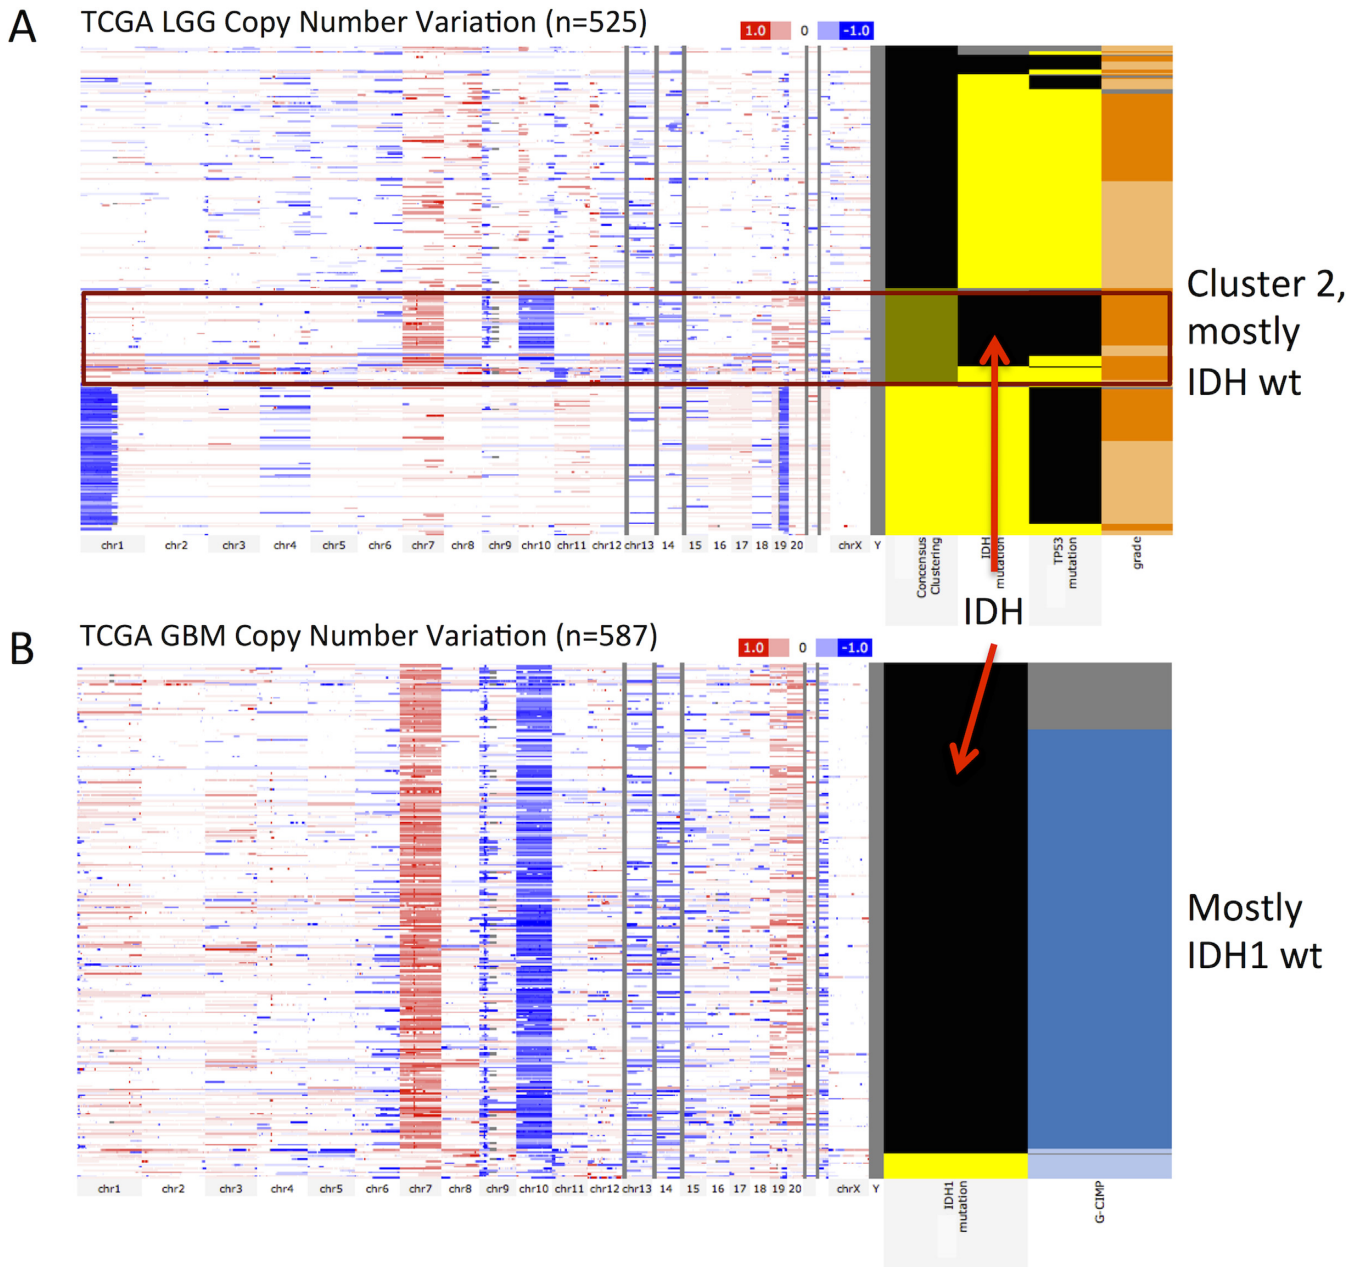 A
TCGA LGG Copy Number Variation (n=525)
1.0 0 -1.0
Cluster 2,
mostly
IDH wt
chr1 chr2 chr3 chr4 chr5 chr6 chr7 chr8 chr9 chr10 chr11 chr12 chr13 14 15 16 17 18 19 20 chrX Y
Concensus
Clustering
IDH
mutation
TP53
mutation
grade
IDH
B
TCGA GBM Copy Number Variation (n=587)
1.0 0 -1.0
Mostly
IDH1 wt
chr1 chr2 chr3 chr4 chr5 chr6 chr7 chr8 chr9 chr10 chr11 chr12 chr13 14 15 16 17 18 19 20 chrX Y
IDH1
mutation
G-CIMP